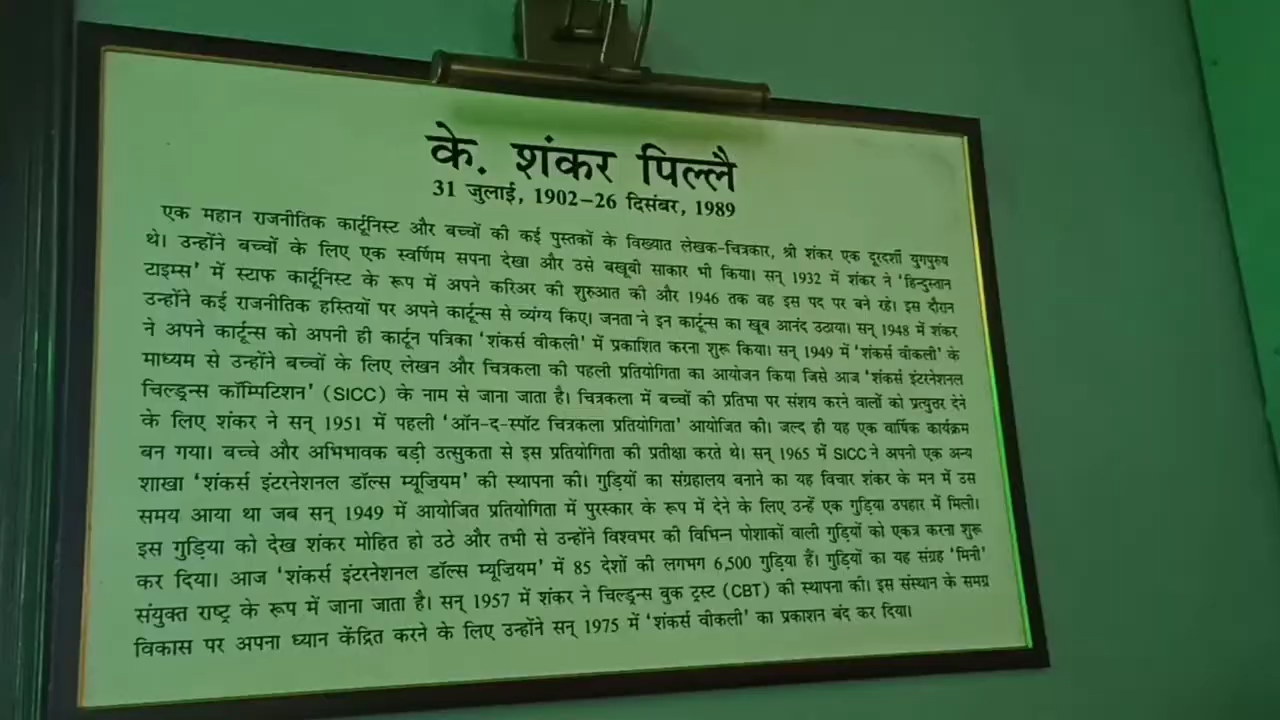 के. शंकर पिल्लै
31 जुलाई, 1902–26 दिसंबर, 1989
एक महान राजनीतिक कार्टूनिस्ट और बच्चों की कई पुस्तकों के विख्यात लेखक-चित्रकार, श्री शंकर एक दूरदर्शी युगपुरुष
थे। उन्होंने बच्चों के लिए एक स्वर्णिम सपना देखा और उसे बखूबी साकार भी किया। सन् 1932 में शंकर ने ‘हिन्दुस्तान
टाइम्स’ में स्टाफ कार्टूनिस्ट के रूप में अपने करिअर की शुरुआत की और 1946 तक वह इस पद पर बने रहे। इस दौरान
उन्होंने कई राजनीतिक हस्तियों पर अपने कार्टून्स से व्यंग्य किए। जनता ने इन कार्टून्स का खूब आनंद उठाया। सन् 1948 में शंकर
ने अपने कार्टून्स को अपनी ही कार्टून पत्रिका ‘शंकर्स वीकली’ में प्रकाशित करना शुरू किया। सन् 1949 में ‘शंकर्स वीकली’ के
माध्यम से उन्होंने बच्चों के लिए लेखन और चित्रकला की पहली प्रतियोगिता का आयोजन किया जिसे आज ‘शंकर्स इंटरनेशनल
चिल्ड्रन्स कॉम्पिटिशन’ (SICC) के नाम से जाना जाता है। चित्रकला में बच्चों की प्रतिभा पर संशय करने वालों को प्रत्युत्तर देने
के लिए शंकर ने सन् 1951 में पहली ‘ऑन-द-स्पॉट चित्रकला प्रतियोगिता’ आयोजित की। जल्द ही यह एक वार्षिक कार्यक्रम
बन गया। बच्चे और अभिभावक बड़ी उत्सुकता से इस प्रतियोगिता की प्रतीक्षा करते थे। सन् 1965 में SICC ने अपनी एक अन्य
शाखा ‘शंकर्स इंटरनेशनल डॉल्स म्यूज़ियम’ की स्थापना की। गुड़ियों का संग्रहालय बनाने का यह विचार शंकर के मन में उस
समय आया था जब सन् 1949 में आयोजित प्रतियोगिता में पुरस्कार के रूप में देने के लिए उन्हें एक गुड़िया उपहार में मिली।
इस गुड़िया को देख शंकर मोहित हो उठे और तभी से उन्होंने विश्वभर की विभिन्न पोशाकों वाली गुड़ियों को एकत्र करना शुरू
कर दिया। आज ‘शंकर्स इंटरनेशनल डॉल्स म्यूज़ियम’ में 85 देशों की लगभग 6,500 गुड़िया हैं। गुड़ियों का यह संग्रह ‘मिनी’
संयुक्त राष्ट्र के रूप में जाना जाता है। सन् 1957 में शंकर ने चिल्ड्रन्स बुक ट्रस्ट (CBT) की स्थापना की। इस संस्थान के समग्र
विकास पर अपना ध्यान केंद्रित करने के लिए उन्होंने सन् 1975 में ‘शंकर्स वीकली’ का प्रकाशन बंद कर दिया।